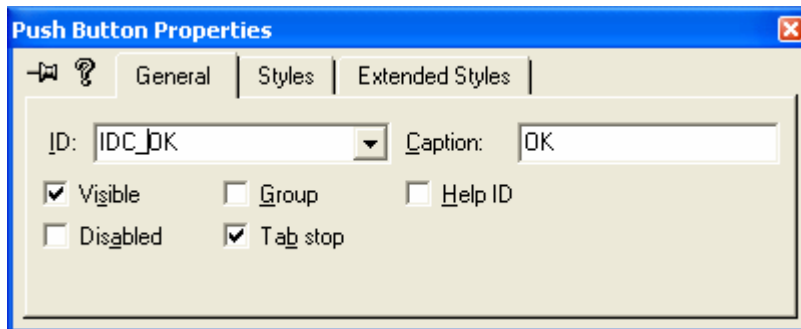 Push Button Properties
General Styles Extended Styles
ID: IDC_OK Caption: OK
Visible Group Help ID
Disabled Tab stop